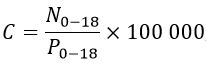 C = N₀₋₁₈ / P₀₋₁₈ × 100 000